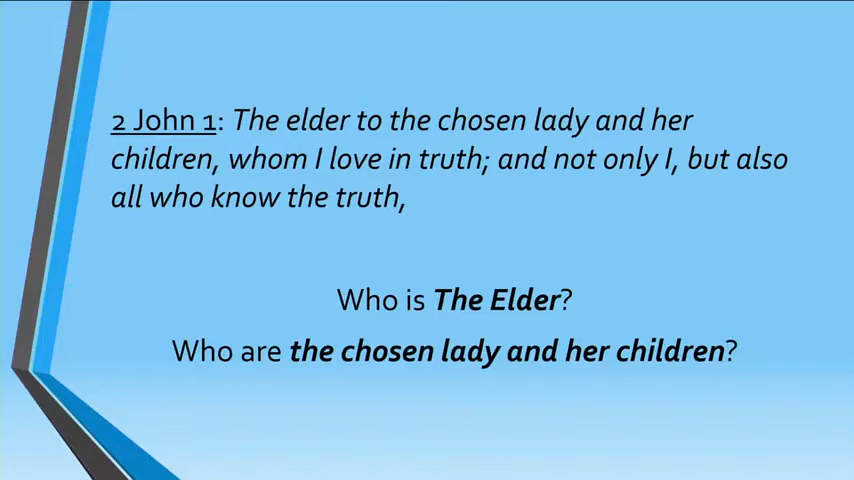 2 John 1: The elder to the chosen lady and her
children, whom I love in truth; and not only I, but also
all who know the truth,
Who is The Elder?
Who are the chosen lady and her children?